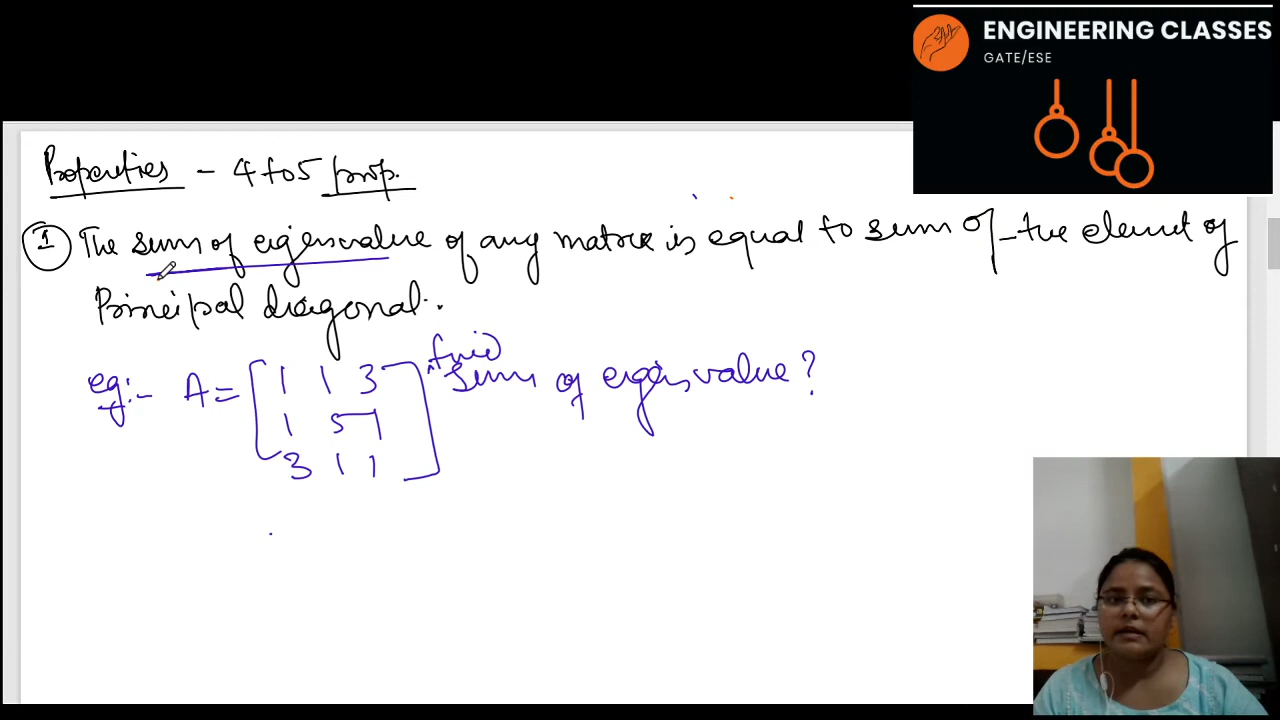 ENGINEERING CLASSES
GATE/ESE
Properties - 4 to 5 prop.
① The sum of eigenvalue of any matrix is equal to sum of the element of
Principal diagonal.
eg:- A = [1 1 3 find sum of eigen value?
1 5 1
3 1 1]